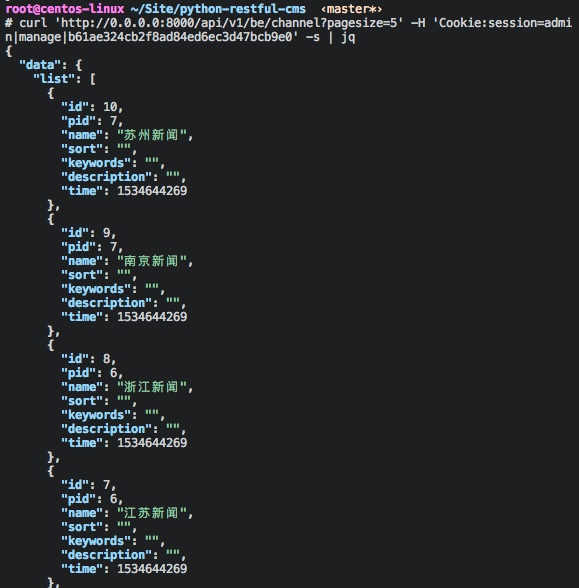 root@centos-linux ~/Site/python-restful-cms ‹master*›
# curl 'http://0.0.0.0:8000/api/v1/be/channel?pagesize=5' -H 'Cookie:session=admi
n|manage|b61ae324cb2f8ad84ed6ec3d47bcb9e0' -s | jq
{
  "data": {
    "list": [
      {
        "id": 10,
        "pid": 7,
        "name": "苏州新闻",
        "sort": "",
        "keywords": "",
        "description": "",
        "time": 1534644269
      },
      {
        "id": 9,
        "pid": 7,
        "name": "南京新闻",
        "sort": "",
        "keywords": "",
        "description": "",
        "time": 1534644269
      },
      {
        "id": 8,
        "pid": 6,
        "name": "浙江新闻",
        "sort": "",
        "keywords": "",
        "description": "",
        "time": 1534644269
      },
      {
        "id": 7,
        "pid": 6,
        "name": "江苏新闻",
        "sort": "",
        "keywords": "",
        "description": "",
        "time": 1534644269
      },